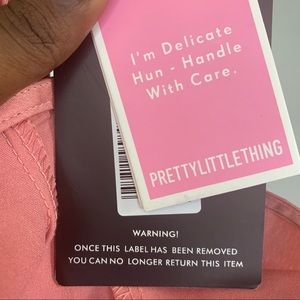 I'm Delicate
Hun - Handle
With Care.
PRETTYLITTLETHING
WARNING!
ONCE THIS LABEL HAS BEEN REMOVED
YOU CAN NO LONGER RETURN THIS ITEM